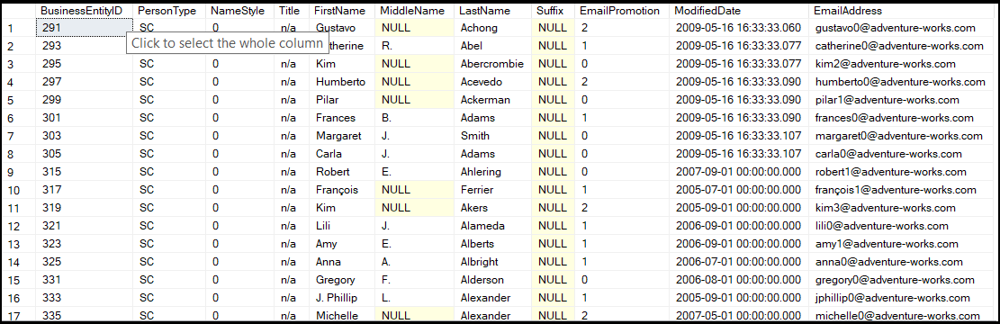 BusinessEntityID PersonType NameStyle Title FirstName MiddleName LastName Suffix EmailPromotion ModifiedDate EmailAddress
1 291 SC 0 n/a Gustavo NULL Achong NULL 2 2009-05-16 16:33:33.060 gustavo0@adventure-works.com
Click to select the whole column
2 293 therine R. Abel NULL 1 2009-05-16 16:33:33.077 catherine0@adventure-works.com
3 295 SC 0 n/a Kim NULL Abercrombie NULL 0 2009-05-16 16:33:33.077 kim2@adventure-works.com
4 297 SC 0 n/a Humberto NULL Acevedo NULL 2 2009-05-16 16:33:33.090 humberto0@adventure-works.com
5 299 SC 0 n/a Pilar NULL Ackerman NULL 0 2009-05-16 16:33:33.090 pilar1@adventure-works.com
6 301 SC 0 n/a Frances B. Adams NULL 1 2009-05-16 16:33:33.090 frances0@adventure-works.com
7 303 SC 0 n/a Margaret J. Smith NULL 0 2009-05-16 16:33:33.107 margaret0@adventure-works.com
8 305 SC 0 n/a Carla J. Adams NULL 0 2009-05-16 16:33:33.107 carla0@adventure-works.com
9 315 SC 0 n/a Robert E. Ahlering NULL 0 2007-09-01 00:00:00.000 robert1@adventure-works.com
10 317 SC 0 n/a François NULL Ferrier NULL 1 2005-07-01 00:00:00.000 françois1@adventure-works.com
11 319 SC 0 n/a Kim NULL Akers NULL 2 2005-09-01 00:00:00.000 kim3@adventure-works.com
12 321 SC 0 n/a Lili J. Alameda NULL 1 2006-09-01 00:00:00.000 lili0@adventure-works.com
13 323 SC 0 n/a Amy E. Alberts NULL 1 2006-09-01 00:00:00.000 amy1@adventure-works.com
14 325 SC 0 n/a Anna A. Albright NULL 1 2006-07-01 00:00:00.000 anna0@adventure-works.com
15 331 SC 0 n/a Gregory F. Alderson NULL 0 2006-08-01 00:00:00.000 gregory0@adventure-works.com
16 333 SC 0 n/a J. Phillip L. Alexander NULL 1 2005-09-01 00:00:00.000 jphillip0@adventure-works.com
17 335 SC 0 n/a Michelle NULL Alexander NULL 2 2007-05-01 00:00:00.000 michelle0@adventure-works.com